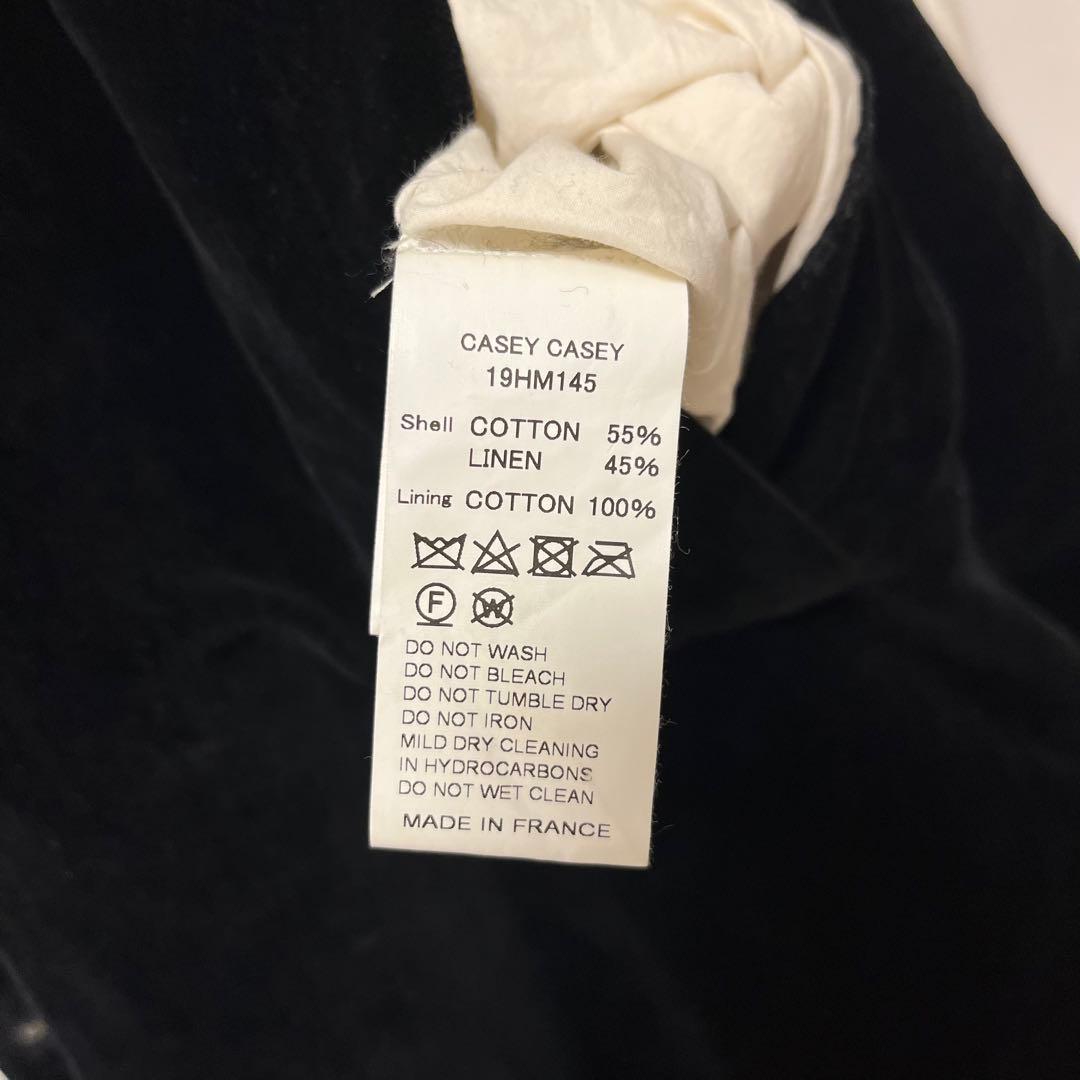 CASEY CASEY
19HM145
Shell COTTON 55%
LINEN 45%
Lining COTTON 100%
F W
DO NOT WASH
DO NOT BLEACH
DO NOT TUMBLE DRY
DO NOT IRON
MILD DRY CLEANING
IN HYDROCARBONS
DO NOT WET CLEAN
MADE IN FRANCE